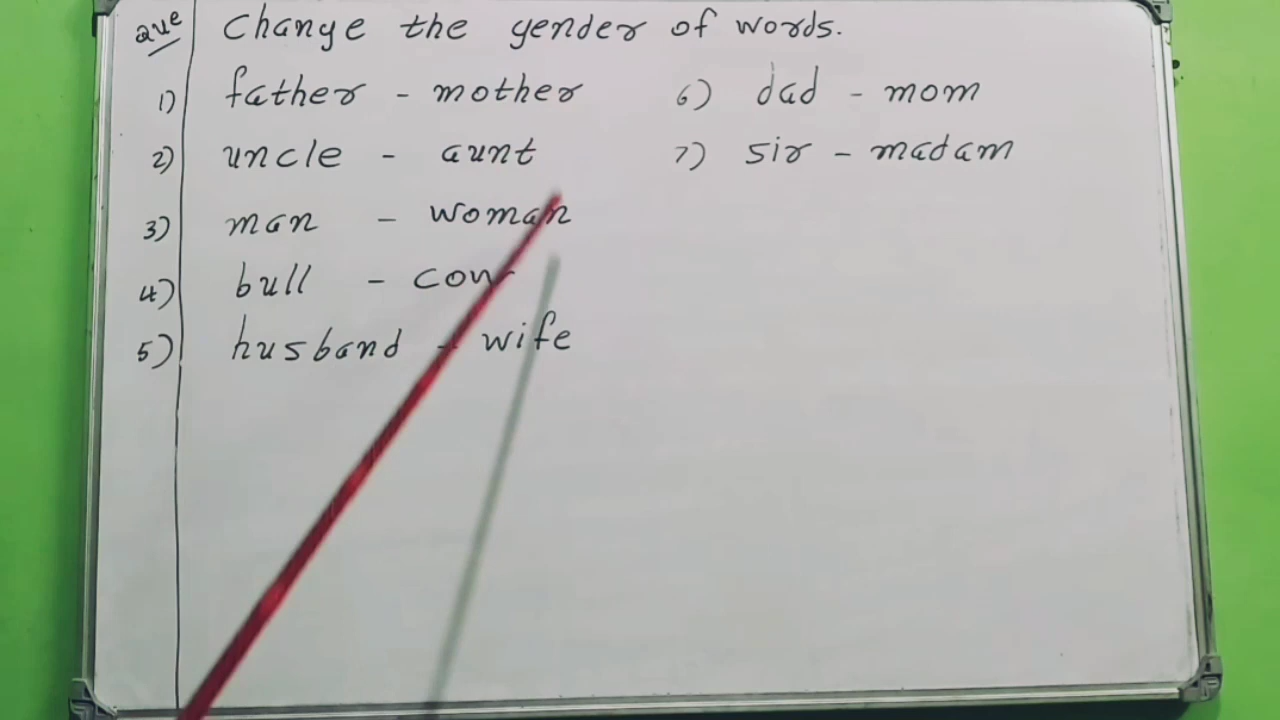 que Change the gender of words.
1) father - mother
2) uncle - aunt
3) man - woman
4) bull - cow
5) husband - wife
6) dad - mom
7) sir - madam